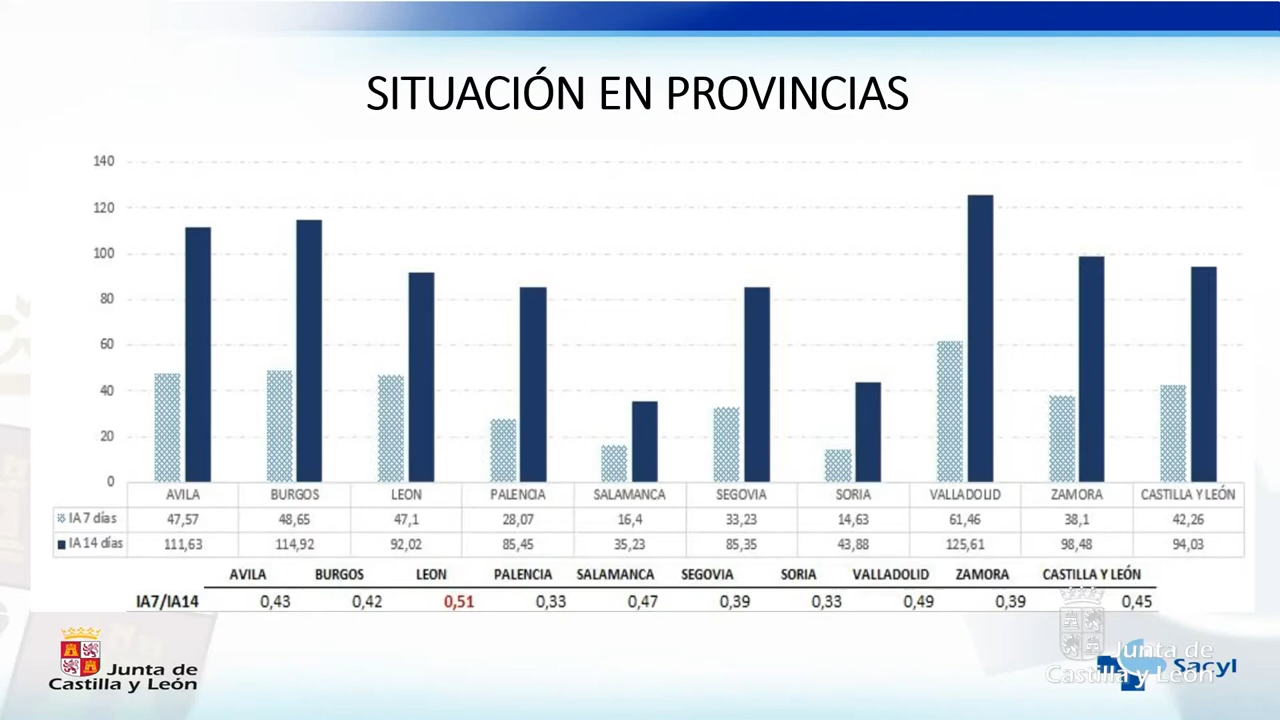 SITUACIÓN EN PROVINCIAS
140
120
100
80
60
40
20
0
AVILA BURGOS LEON PALENCIA SALAMANCA SEGOVIA SORIA VALLADOLID ZAMORA CASTILLA Y LEÓN
IA 7 días 47,57 48,65 47,1 28,07 16,4 33,23 14,63 61,46 38,1 42,26
IA 14 días 111,63 114,92 92,02 85,45 35,23 85,35 43,88 125,61 98,48 94,03
AVILA BURGOS LEON PALENCIA SALAMANCA SEGOVIA SORIA VALLADOLID ZAMORA CASTILLA Y LEÓN
IA7/IA14 0,43 0,42 0,51 0,33 0,47 0,39 0,33 0,49 0,39 0,45
Junta de
Castilla y León
Sacyl
Junta de
Castilla y León